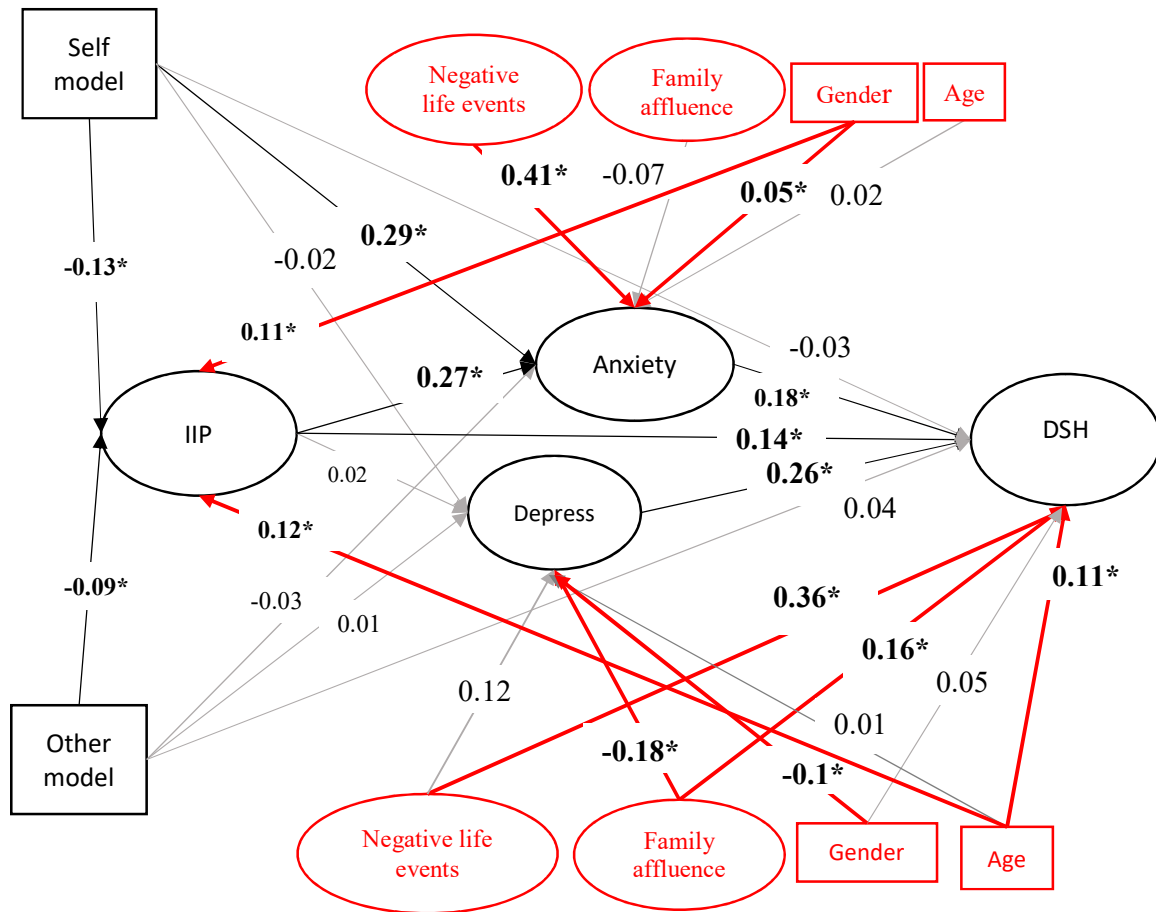 Self
model
Negative
life events
Family
affluence
Gender
Age
0.41*
-0.07
0.05*
0.02
0.29*
-0.02
-0.13*
0.11*
-0.03
Anxiety
0.27*
0.18*
IIP
DSH
0.14*
0.02
0.26*
Depress
0.04
0.12*
-0.09*
-0.03
0.01
0.36*
0.11*
0.16*
0.12
0.05
0.01
-0.18*
-0.1*
Other
model
Negative life
events
Family
affluence
Gender
Age